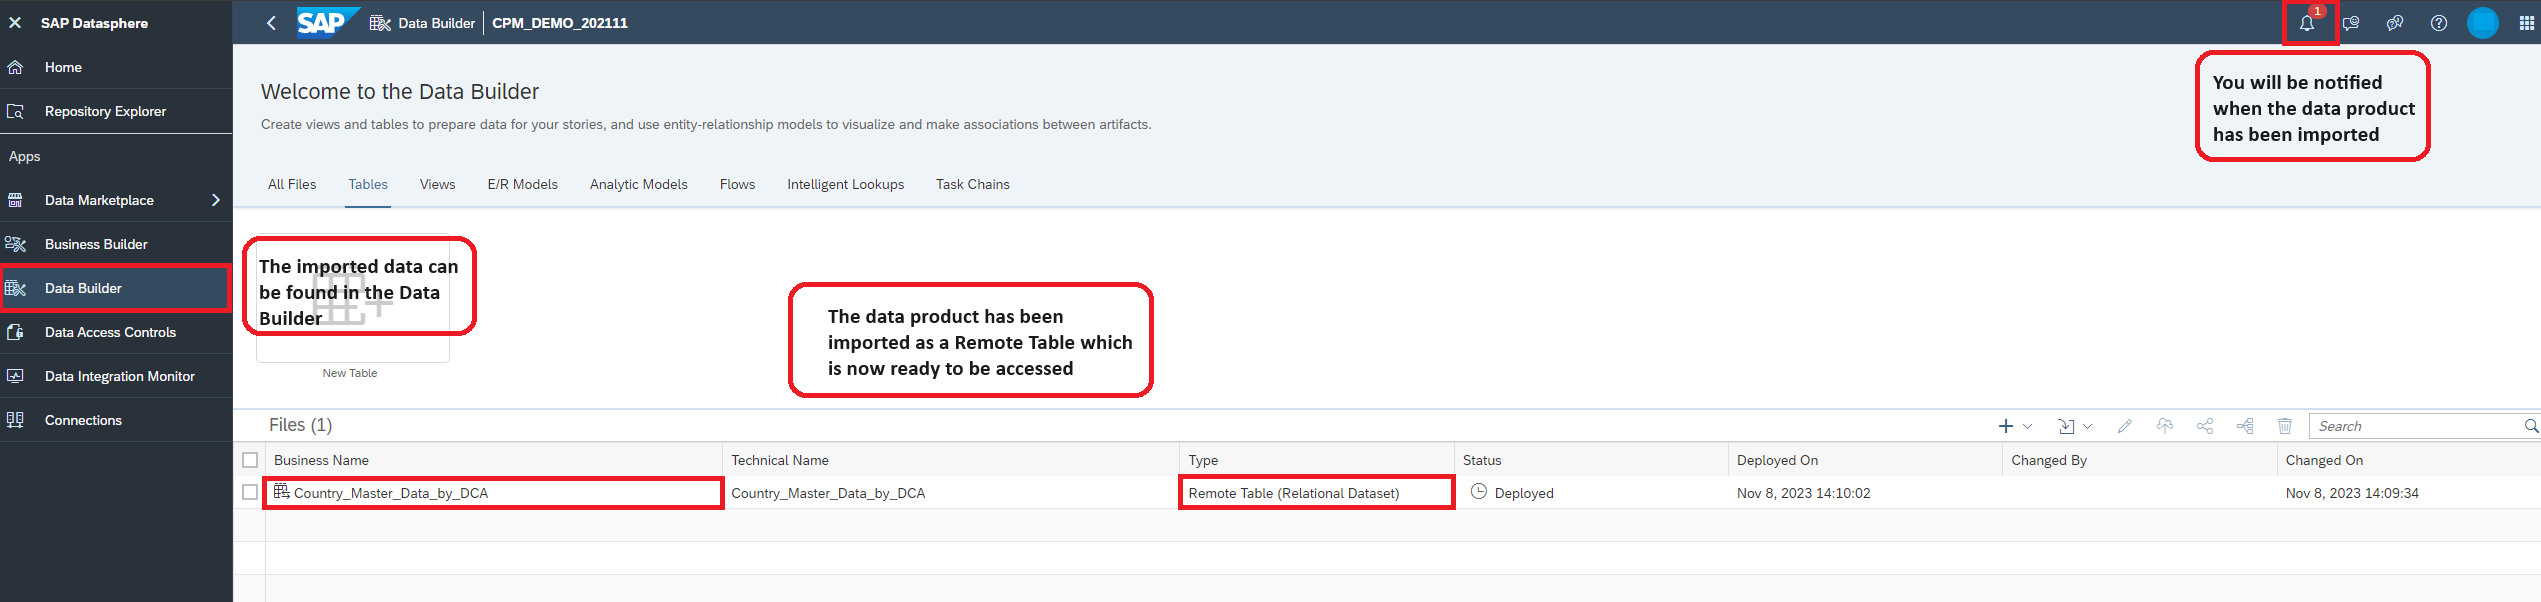 SAP Datasphere
SAP Data Builder CPM_DEMO_202111
1
Home
Repository Explorer
Apps
Data Marketplace
Business Builder
Data Builder
Data Access Controls
Data Integration Monitor
Connections
You will be notified
when the data product
has been imported
Welcome to the Data Builder
Create views and tables to prepare data for your stories, and use entity-relationship models to visualize and make associations between artifacts.
All Files Tables Views E/R Models Analytic Models Flows Intelligent Lookups Task Chains
The imported data can
be found in the Data
Builder
New Table
The data product has been
imported as a Remote Table which
is now ready to be accessed
Files (1)
Search
Business Name Technical Name Type Status Deployed On Changed By Changed On
Country_Master_Data_by_DCA Country_Master_Data_by_DCA Remote Table (Relational Dataset) Deployed Nov 8, 2023 14:10:02 Nov 8, 2023 14:09:34